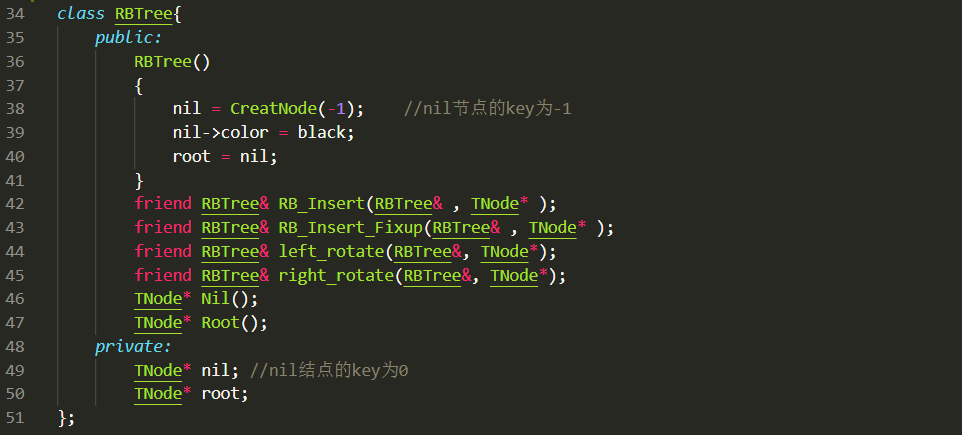 34 class RBTree{
35     public:
36         RBTree()
37         {
38             nil = CreatNode(-1);    //nil节点的key为-1
39             nil->color = black;
40             root = nil;
41         }
42         friend RBTree& RB_Insert(RBTree& , TNode* );
43         friend RBTree& RB_Insert_Fixup(RBTree& , TNode* );
44         friend RBTree& left_rotate(RBTree&, TNode*);
45         friend RBTree& right_rotate(RBTree&, TNode*);
46         TNode* Nil();
47         TNode* Root();
48     private:
49         TNode* nil; //nil结点的key为0
50         TNode* root;
51 };